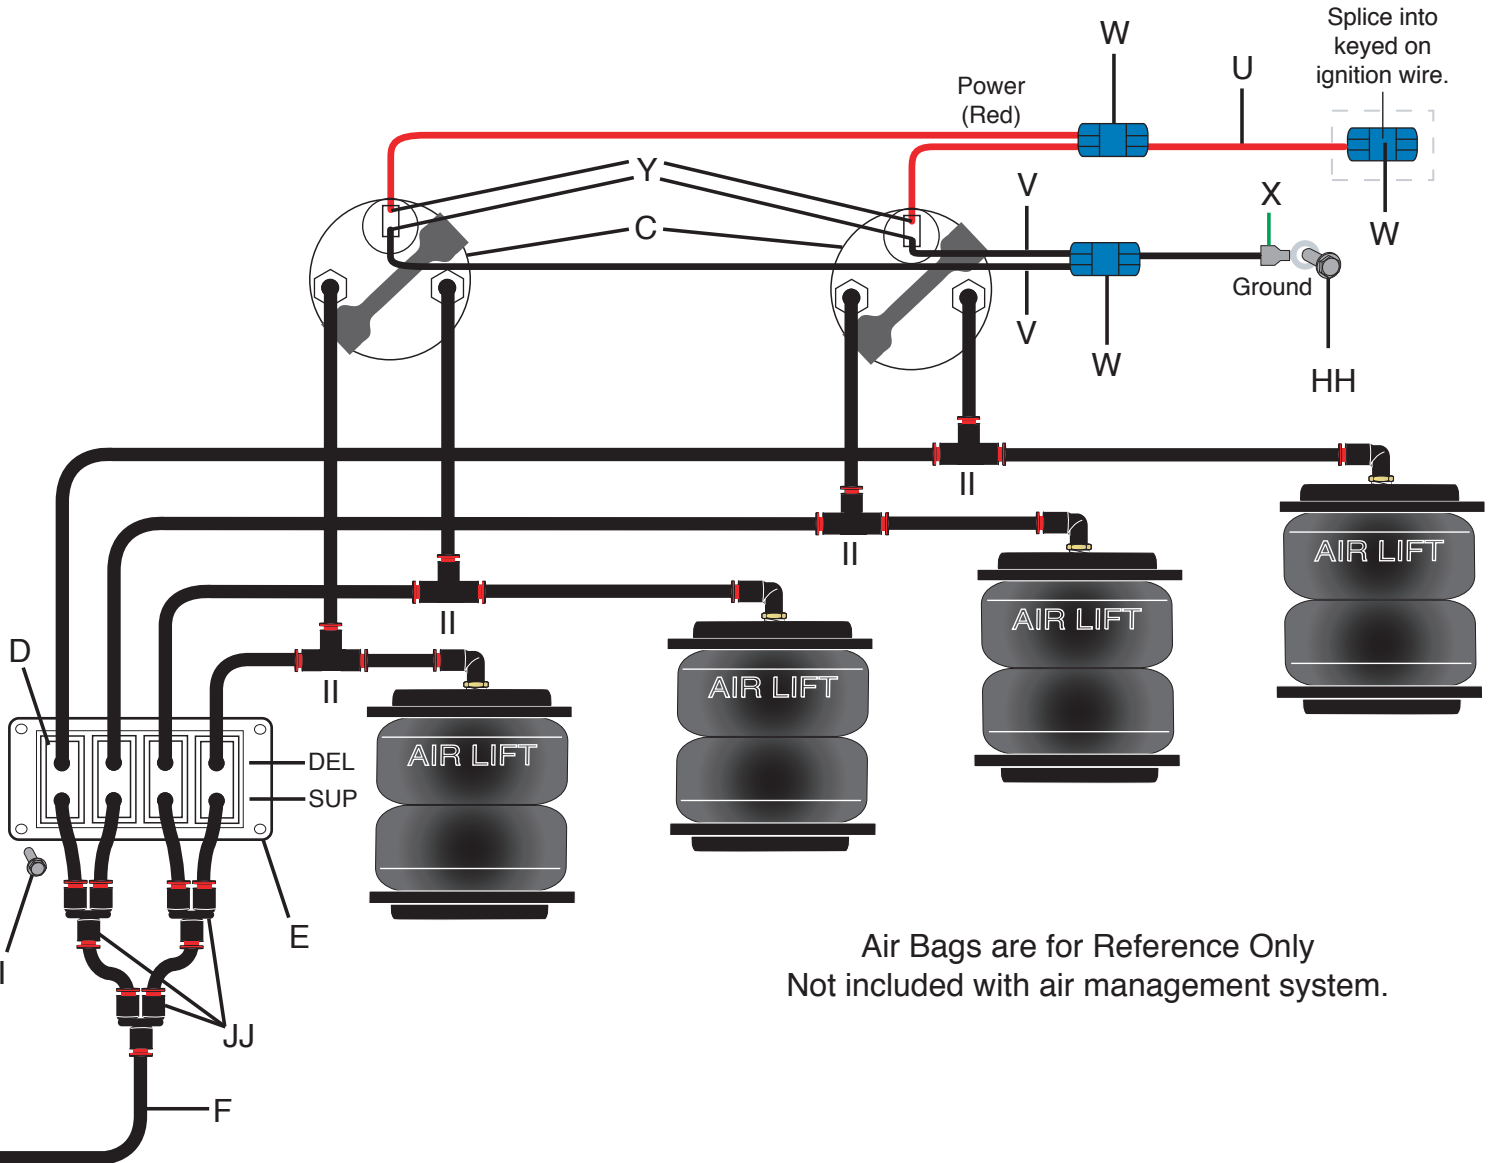 Splice into
keyed on
ignition wire.
W
U
Power
(Red)
Y
V
X
C
W
Ground
V
W
HH
II
II
II
II
D
AIR LIFT
AIR LIFT
AIR LIFT
AIR LIFT
DEL
SUP
E
I
JJ
F
Air Bags are for Reference Only
Not included with air management system.